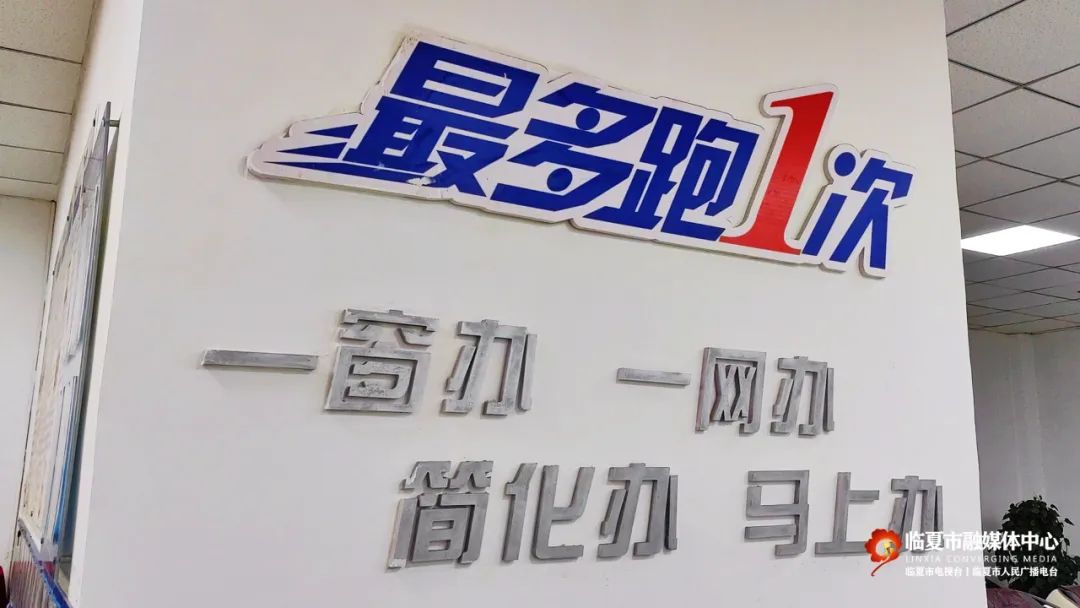 最多跑1次
一窗办 一网办
简化办 马上办
临夏市融媒体中心
LINXIA CONVERGING MEDIA
临夏市电视台丨临夏市人民广播电台